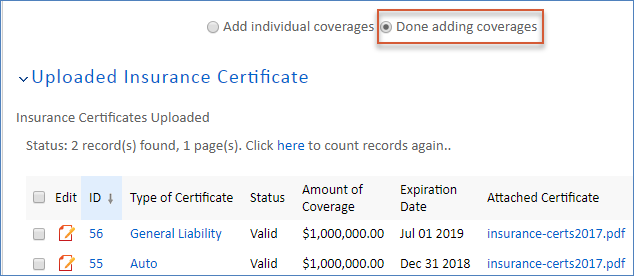 Add individual coverages Done adding coverages
Uploaded Insurance Certificate
Insurance Certificates Uploaded
Status: 2 record(s) found, 1 page(s). Click here to count records again..
Edit ID ↓ Type of Certificate Status Amount of Coverage Expiration Date Attached Certificate
56 General Liability Valid $1,000,000.00 Jul 01 2019 insurance-certs2017.pdf
55 Auto Valid $1,000,000.00 Dec 31 2018 insurance-certs2017.pdf